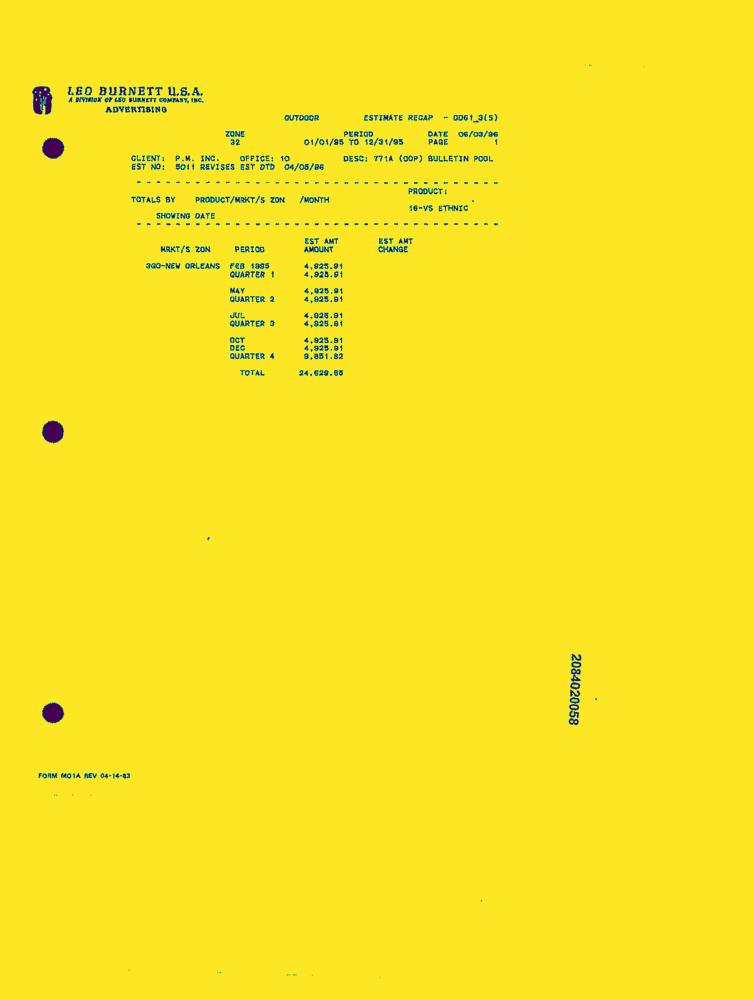 LEO BURNETT U.S.A.
A DIVISION OF LEO BURNETT COMPANY, INC.
ADVERTISING
OUTDOOR ESTIMATE RECAP - OD61_3(5)
ZONE PERIOD DATE 06/03/96
32 01/01/95 TO 12/31/95 PAGE 1
CLIENT: P.M. INC. OFFICE: 10 DESC: 771A (OOP) BULLETIN POOL
EST NO: 5011 REVISES EST DTD 04/05/96
PRODUCT:
TOTALS BY PRODUCT/MRKT/S ZON /MONTH
16-VS ETHNIC
SHOWING DATE
EST AMT EST AMT
MRKT/S ZON PERIOD AMOUNT CHANGE
3GO-NEW ORLEANS FEB 1995 4,925.91
QUARTER 1 4,925.91
MAY 4,925.91
QUARTER 2 4,925.91
JUL 4,925.91
QUARTER 3 4,925.91
OCT 4,925.91
DEC 4,925.91
QUARTER 4 9,851.82
TOTAL 24,629.55
2084020058
FORM MO1A REV 04-14-83